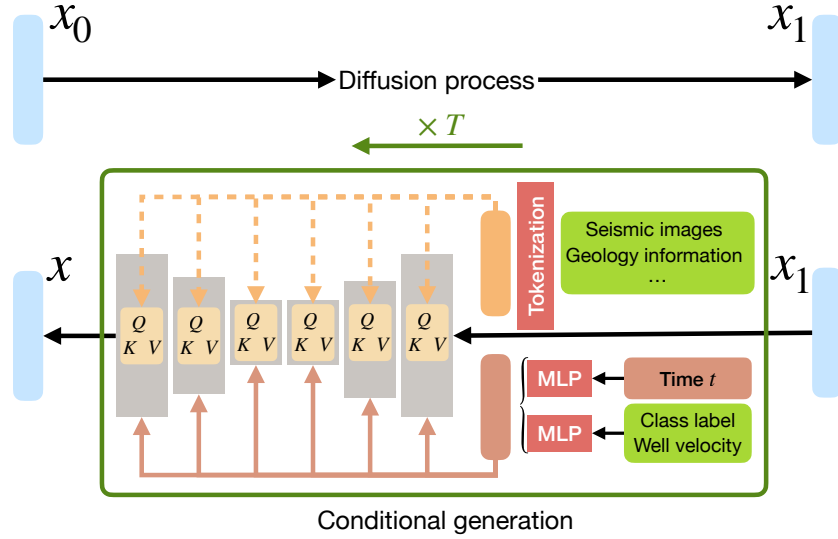 x₀
x₁
Diffusion process
× T
Tokenization
Seismic images
Geology information
...
x
x₁
Q Q Q Q Q Q
K V K V K V K V K V K V
MLP
Time t
MLP
Class label
Well velocity
Conditional generation